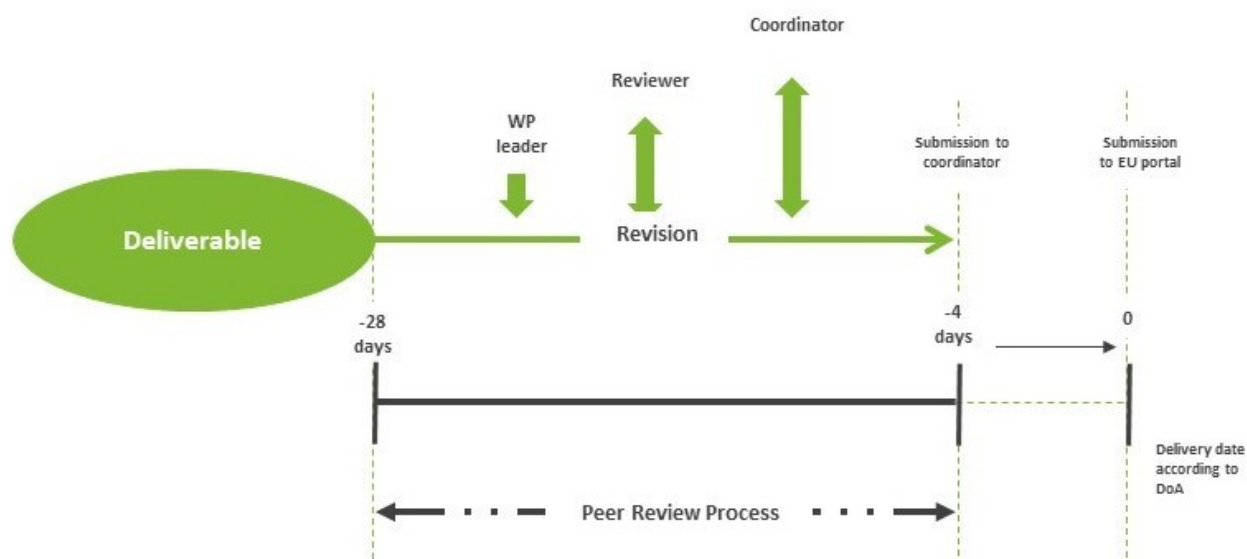 Coordinator
Reviewer
WP
leader
Submission to
coordinator
Submission
to EU portal
Deliverable
Revision
-28
days
-4
days
0
Delivery date
according to
DoA
Peer Review Process